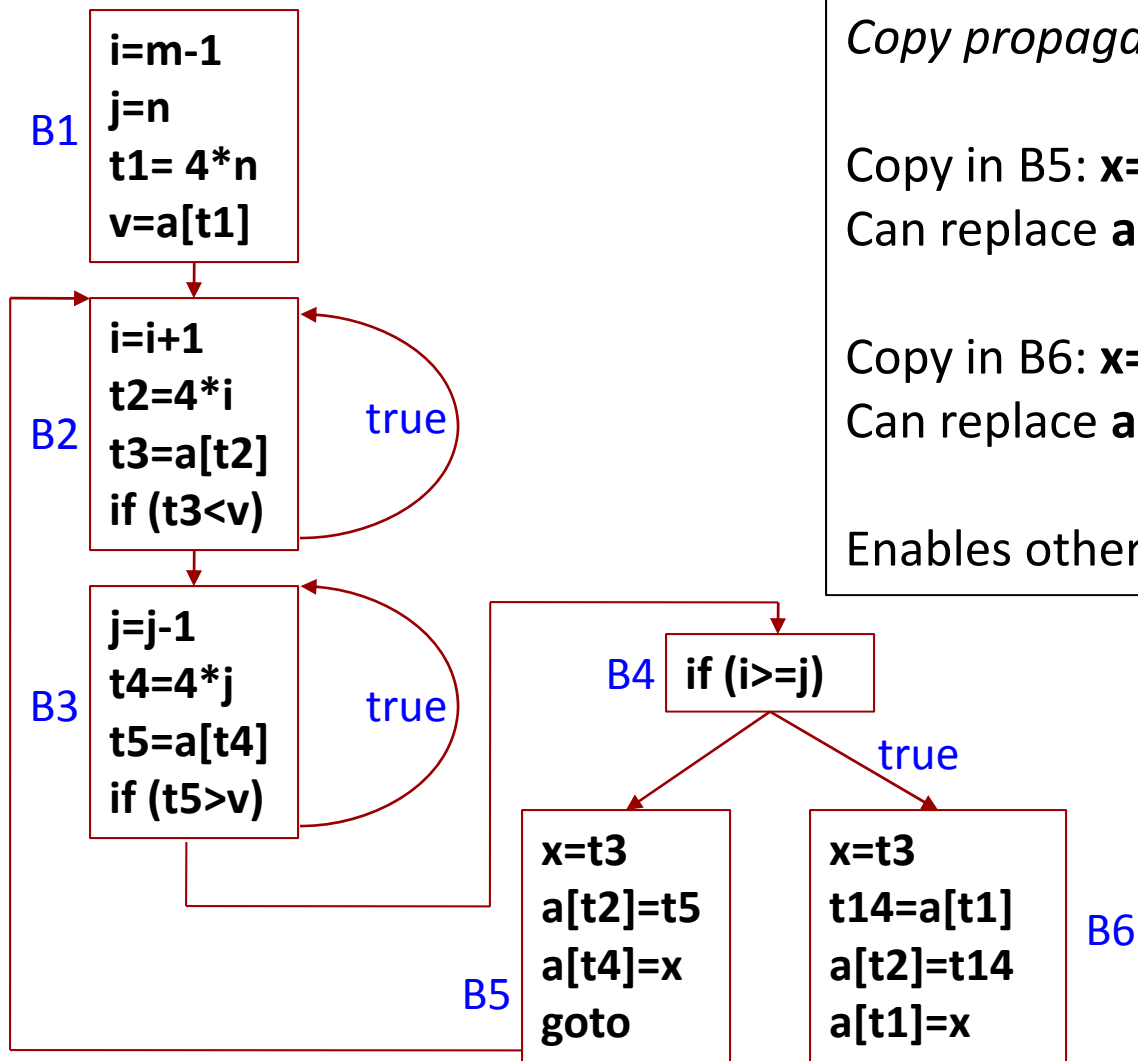 B1
i=m-1
j=n
t1= 4*n
v=a[t1]
B2
i=i+1
t2=4*i
t3=a[t2]
if (t3<v)
true
B3
j=j-1
t4=4*j
t5=a[t4]
if (t5>v)
true
B4
if (i>=j)
true
B5
x=t3
a[t2]=t5
a[t4]=x
goto
B6
x=t3
t14=a[t1]
a[t2]=t14
a[t1]=x
Copy
Copy in B5: x=
Can replace a
Copy in B6: x=
Can replace a
Enables other